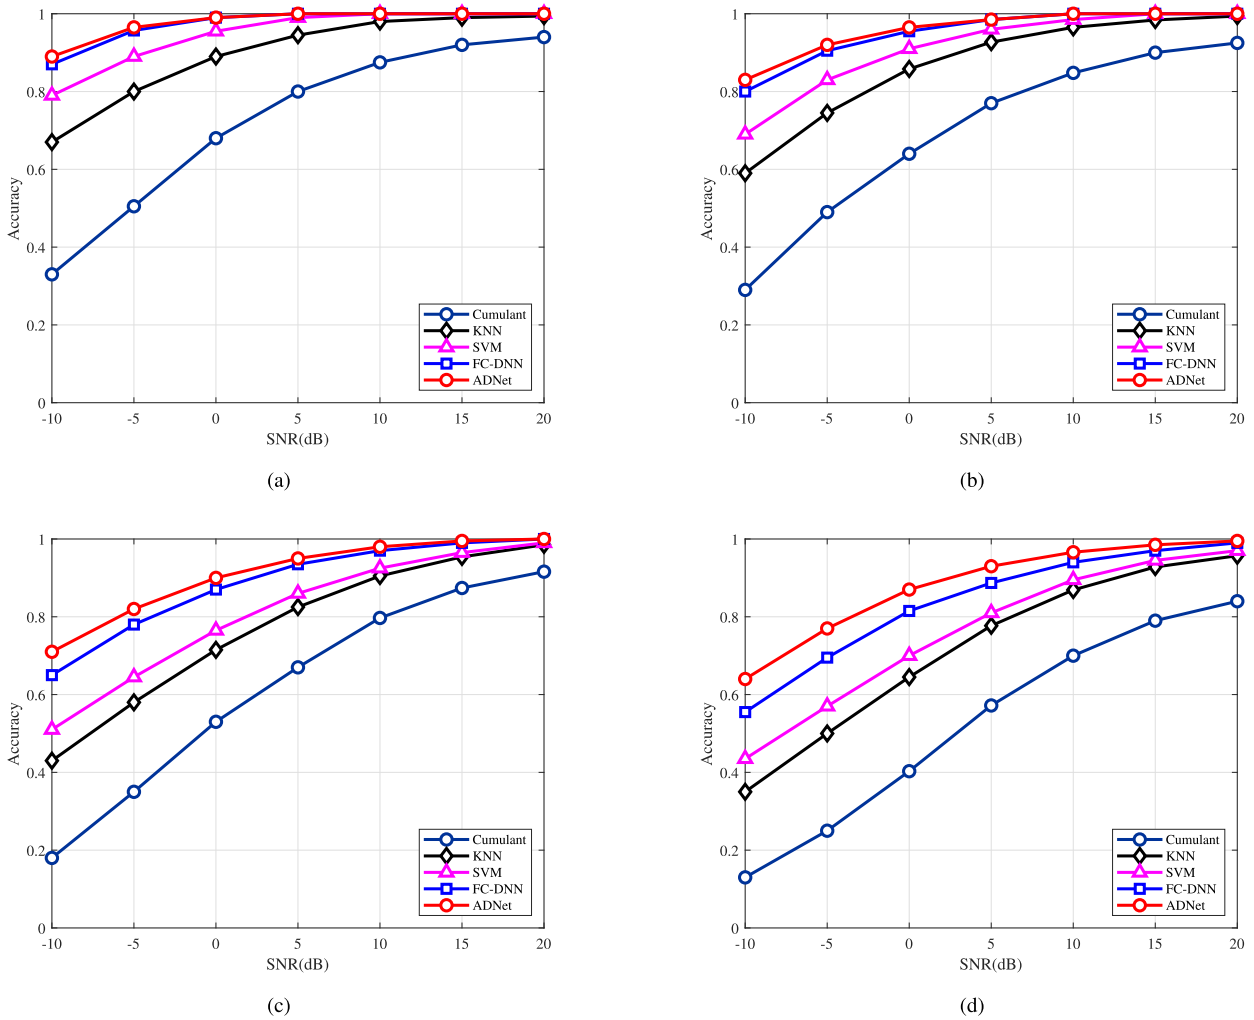 1
0.8
0.6
0.4
0.2
0
Accuracy
-10 -5 0 5 10 15 20
SNR(dB)
Cumulant
KNN
SVM
FC-DNN
ADNet
(a)
1
0.8
0.6
0.4
0.2
0
Accuracy
-10 -5 0 5 10 15 20
SNR(dB)
Cumulant
KNN
SVM
FC-DNN
ADNet
(b)
1
0.8
0.6
0.4
0.2
0
Accuracy
-10 -5 0 5 10 15 20
SNR(dB)
Cumulant
KNN
SVM
FC-DNN
ADNet
(c)
1
0.8
0.6
0.4
0.2
0
Accuracy
-10 -5 0 5 10 15 20
SNR(dB)
Cumulant
KNN
SVM
FC-DNN
ADNet
(d)